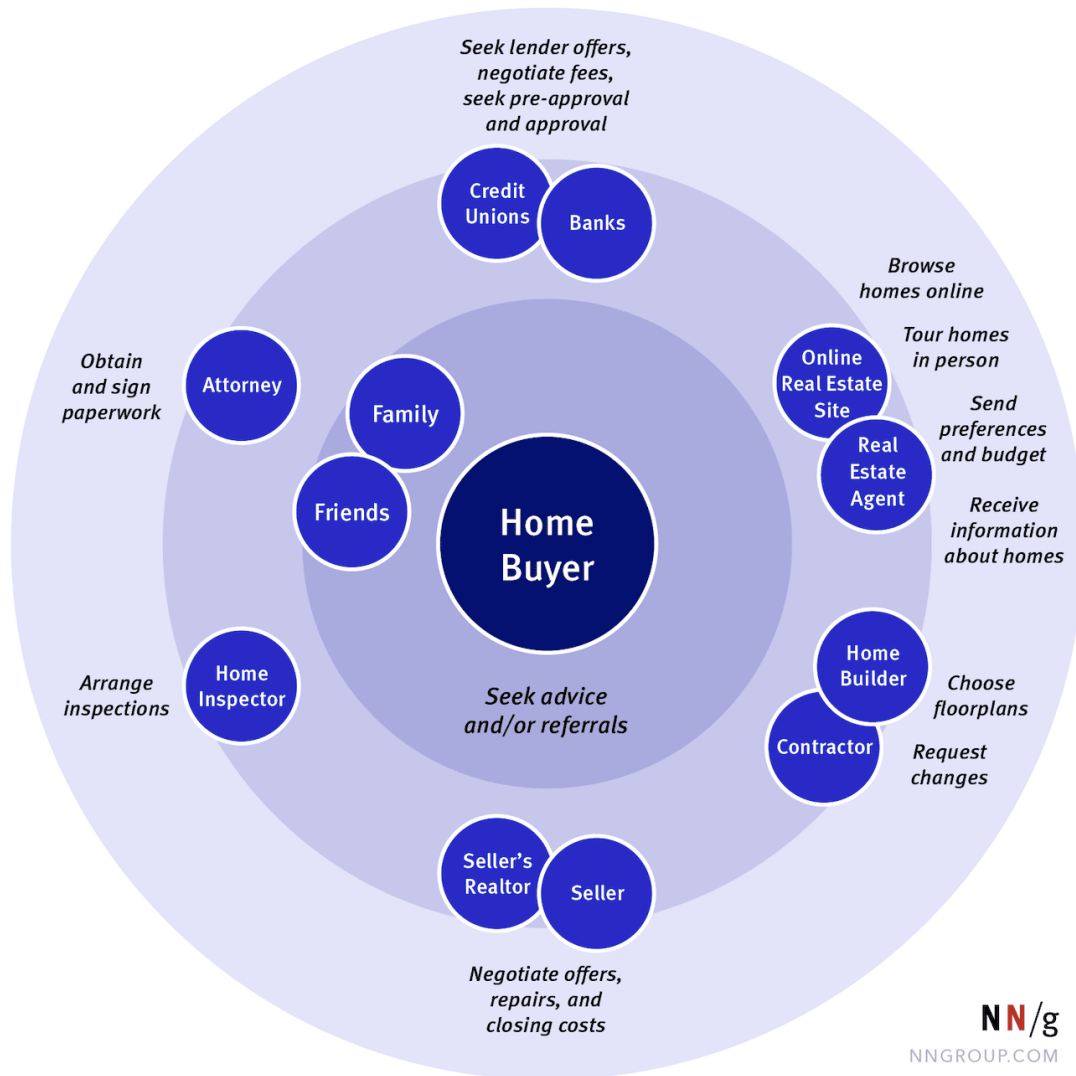 Seek lender offers,
negotiate fees,
seek pre-approval
and approval
Credit
Unions
Banks
Browse
homes online
Tour homes
in person
Send
preferences
and budget
Receive
information
about homes
Online
Real Estate
Site
Real
Estate
Agent
Obtain
and sign
paperwork
Attorney
Family
Friends
Home
Buyer
Seek advice
and/or referrals
Arrange
inspections
Home
Inspector
Home
Builder
Contractor
Choose
floorplans
Request
changes
Seller’s
Realtor
Seller
Negotiate offers,
repairs, and
closing costs
NN/g
NNGROUP.COM